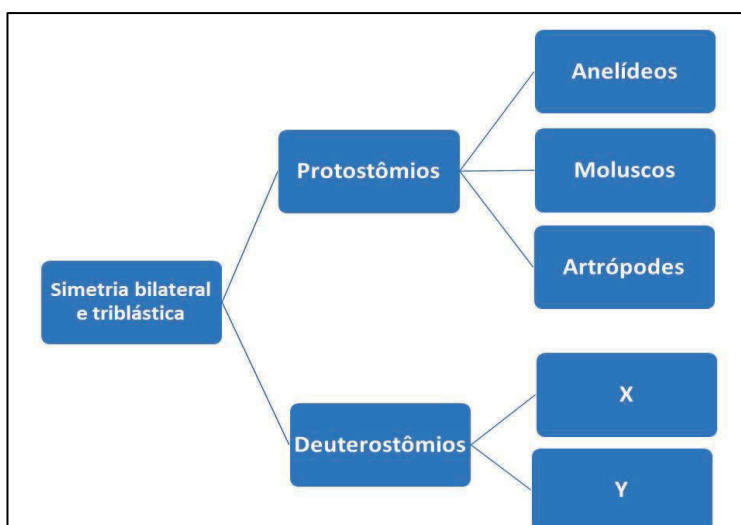 Anelídeos
Protostômios
Moluscos
Artrópodes
Simetria bilateral
e triblástica
X
Deuterostômios
Y